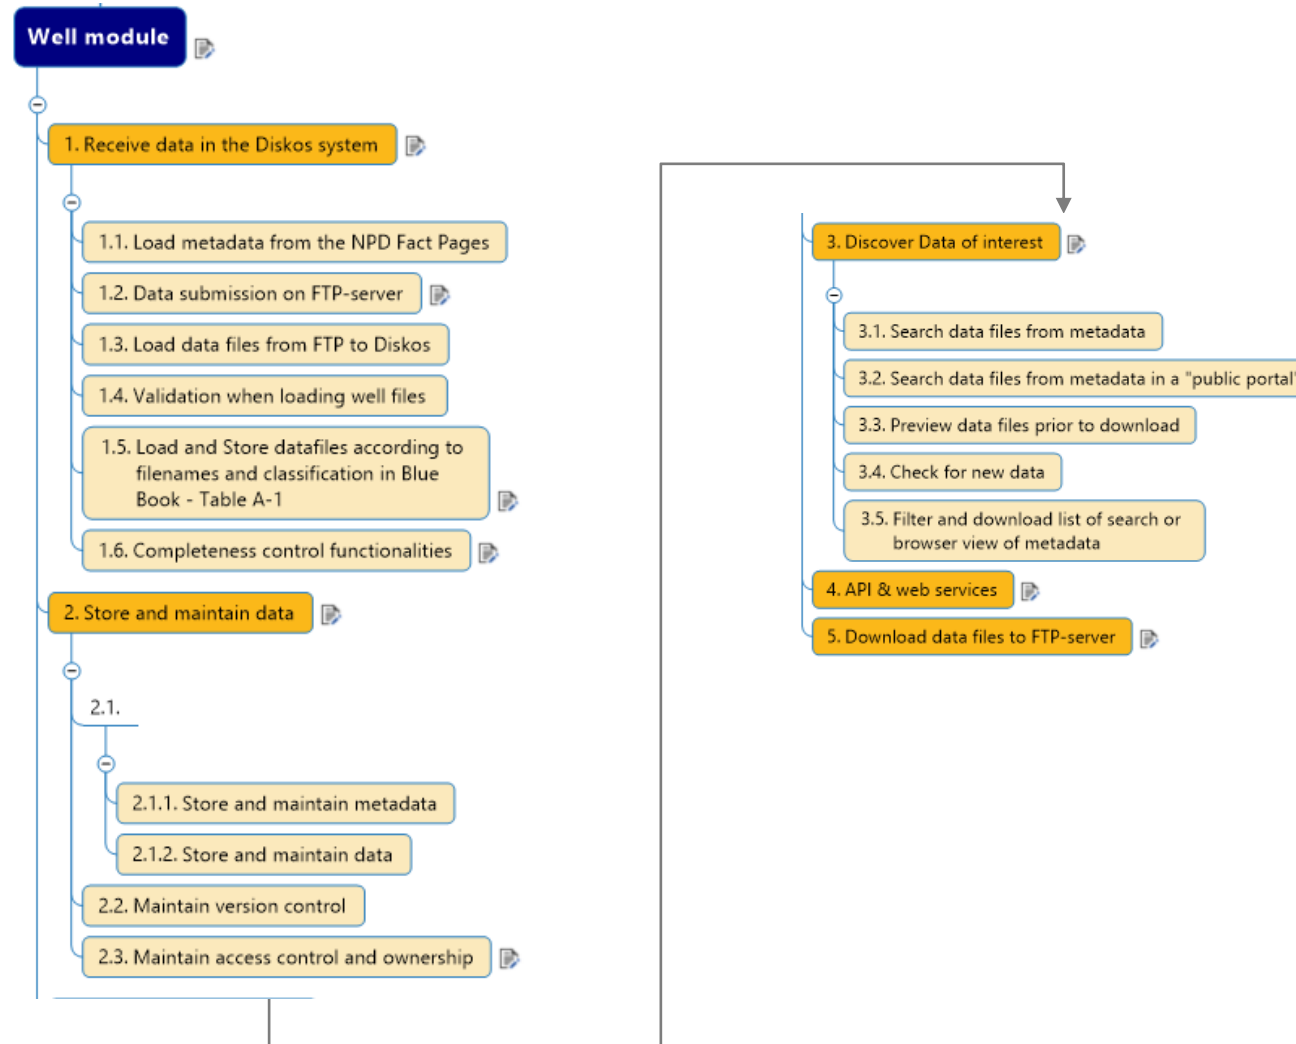 Well module
1. Receive data in the Diskos system
1.1. Load metadata from the NPD Fact Pages
1.2. Data submission on FTP-server
1.3. Load data files from FTP to Diskos
1.4. Validation when loading well files
1.5. Load and Store datafiles according to
filenames and classification in Blue
Book - Table A-1
1.6. Completeness control functionalities
2. Store and maintain data
2.1.
2.1.1. Store and maintain metadata
2.1.2. Store and maintain data
2.2. Maintain version control
2.3. Maintain access control and ownership
3. Discover Data of interest
3.1. Search data files from metadata
3.2. Search data files from metadata in a "public portal"
3.3. Preview data files prior to download
3.4. Check for new data
3.5. Filter and download list of search or
browser view of metadata
4. API & web services
5. Download data files to FTP-server